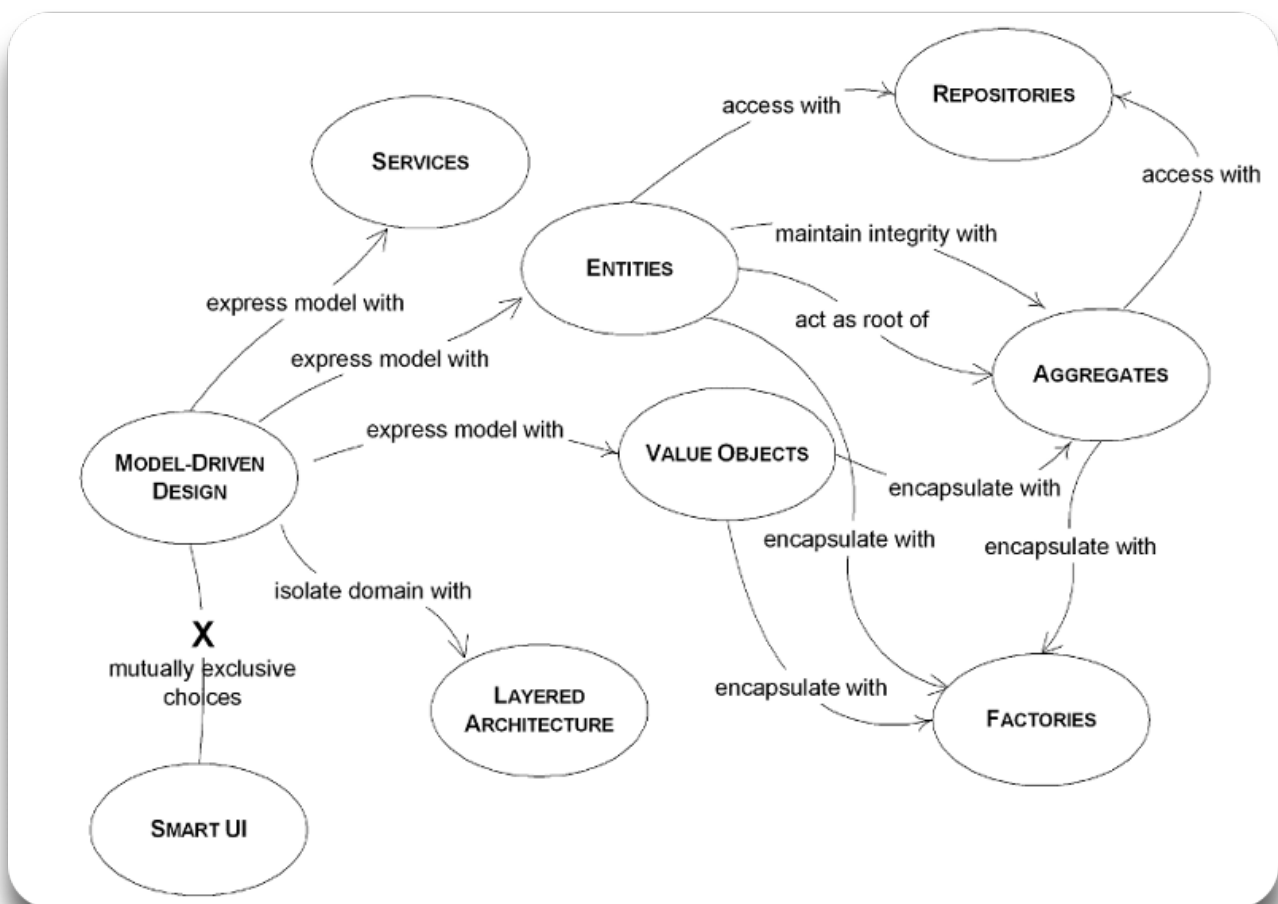 REPOSITORIES
access with
SERVICES
access with
maintain integrity with
ENTITIES
express model with
act as root of
express model with
AGGREGATES
express model with
VALUE OBJECTS
MODEL-DRIVEN
DESIGN
encapsulate with
encapsulate with
encapsulate with
isolate domain with
X
mutually exclusive
choices
encapsulate with
LAYERED
ARCHITECTURE
FACTORIES
SMART UI